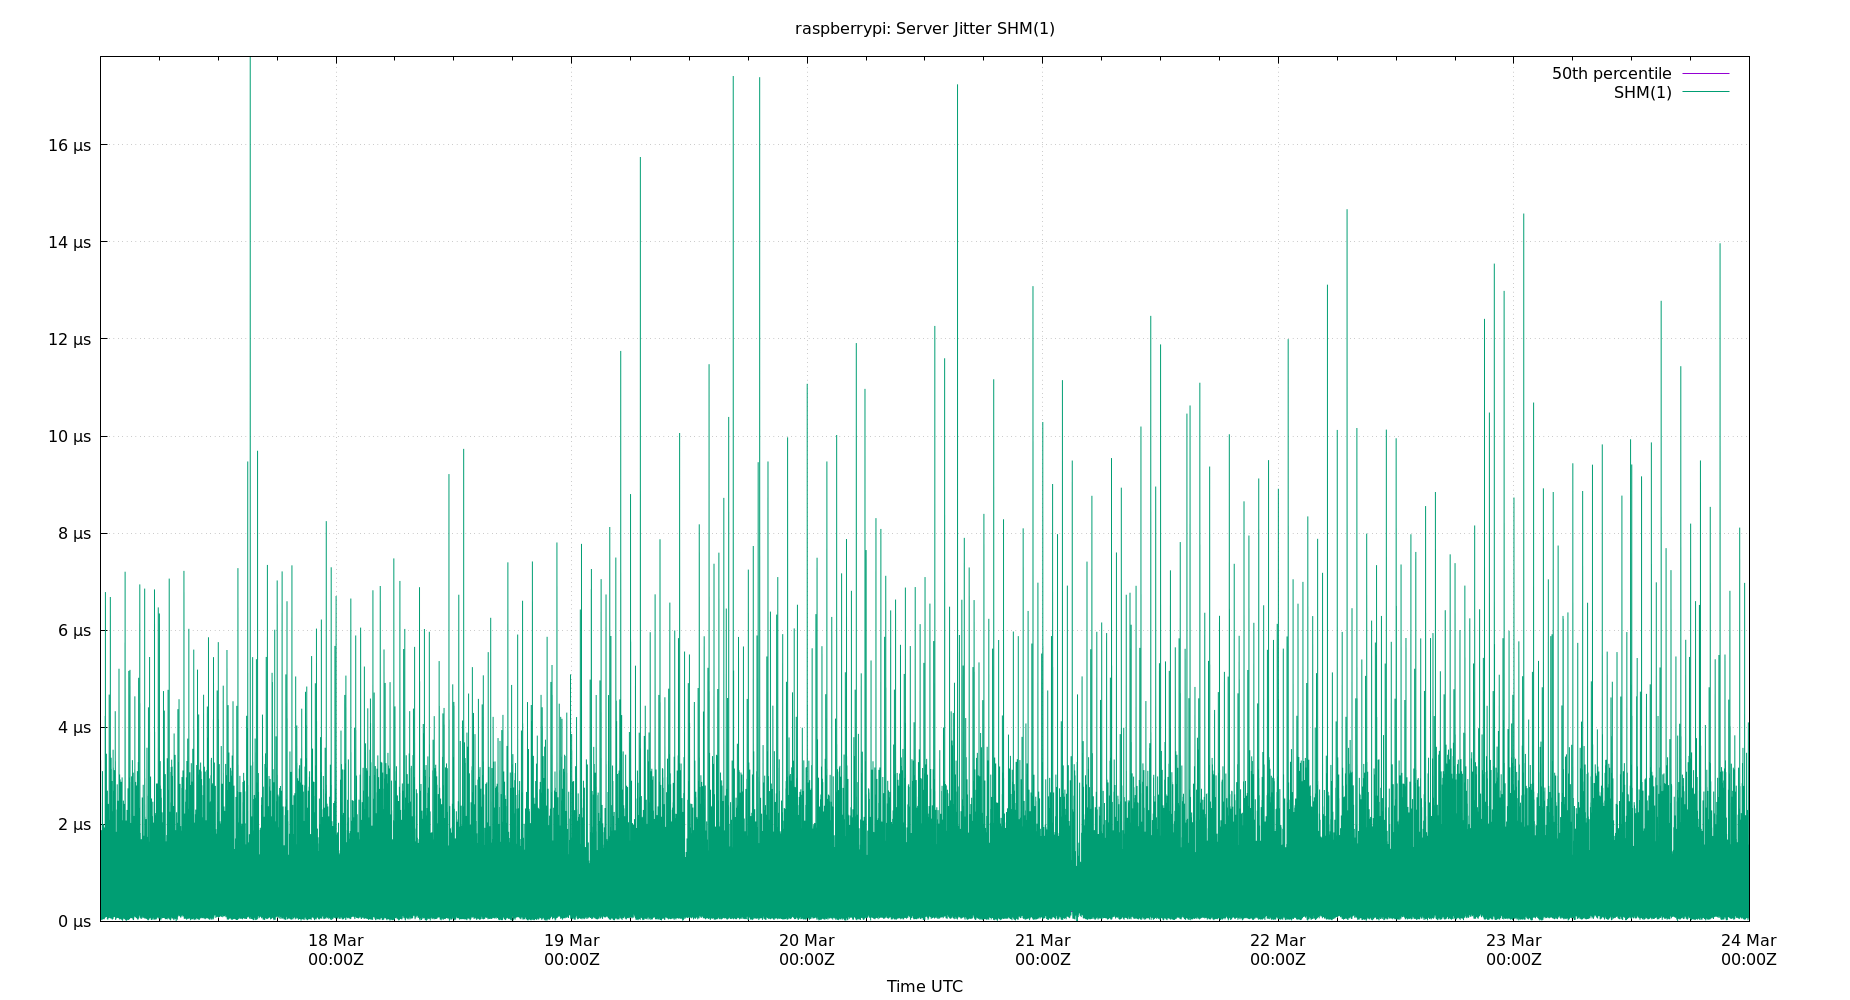 raspberrypi: Server Jitter SHM(1)
50th percentile
SHM(1)
16 µs
14 µs
12 µs
10 µs
8 µs
6 µs
4 µs
2 µs
0 µs
18 Mar 19 Mar 20 Mar 21 Mar 22 Mar 23 Mar 24 Mar
00:00Z 00:00Z 00:00Z 00:00Z 00:00Z 00:00Z 00:00Z
Time UTC